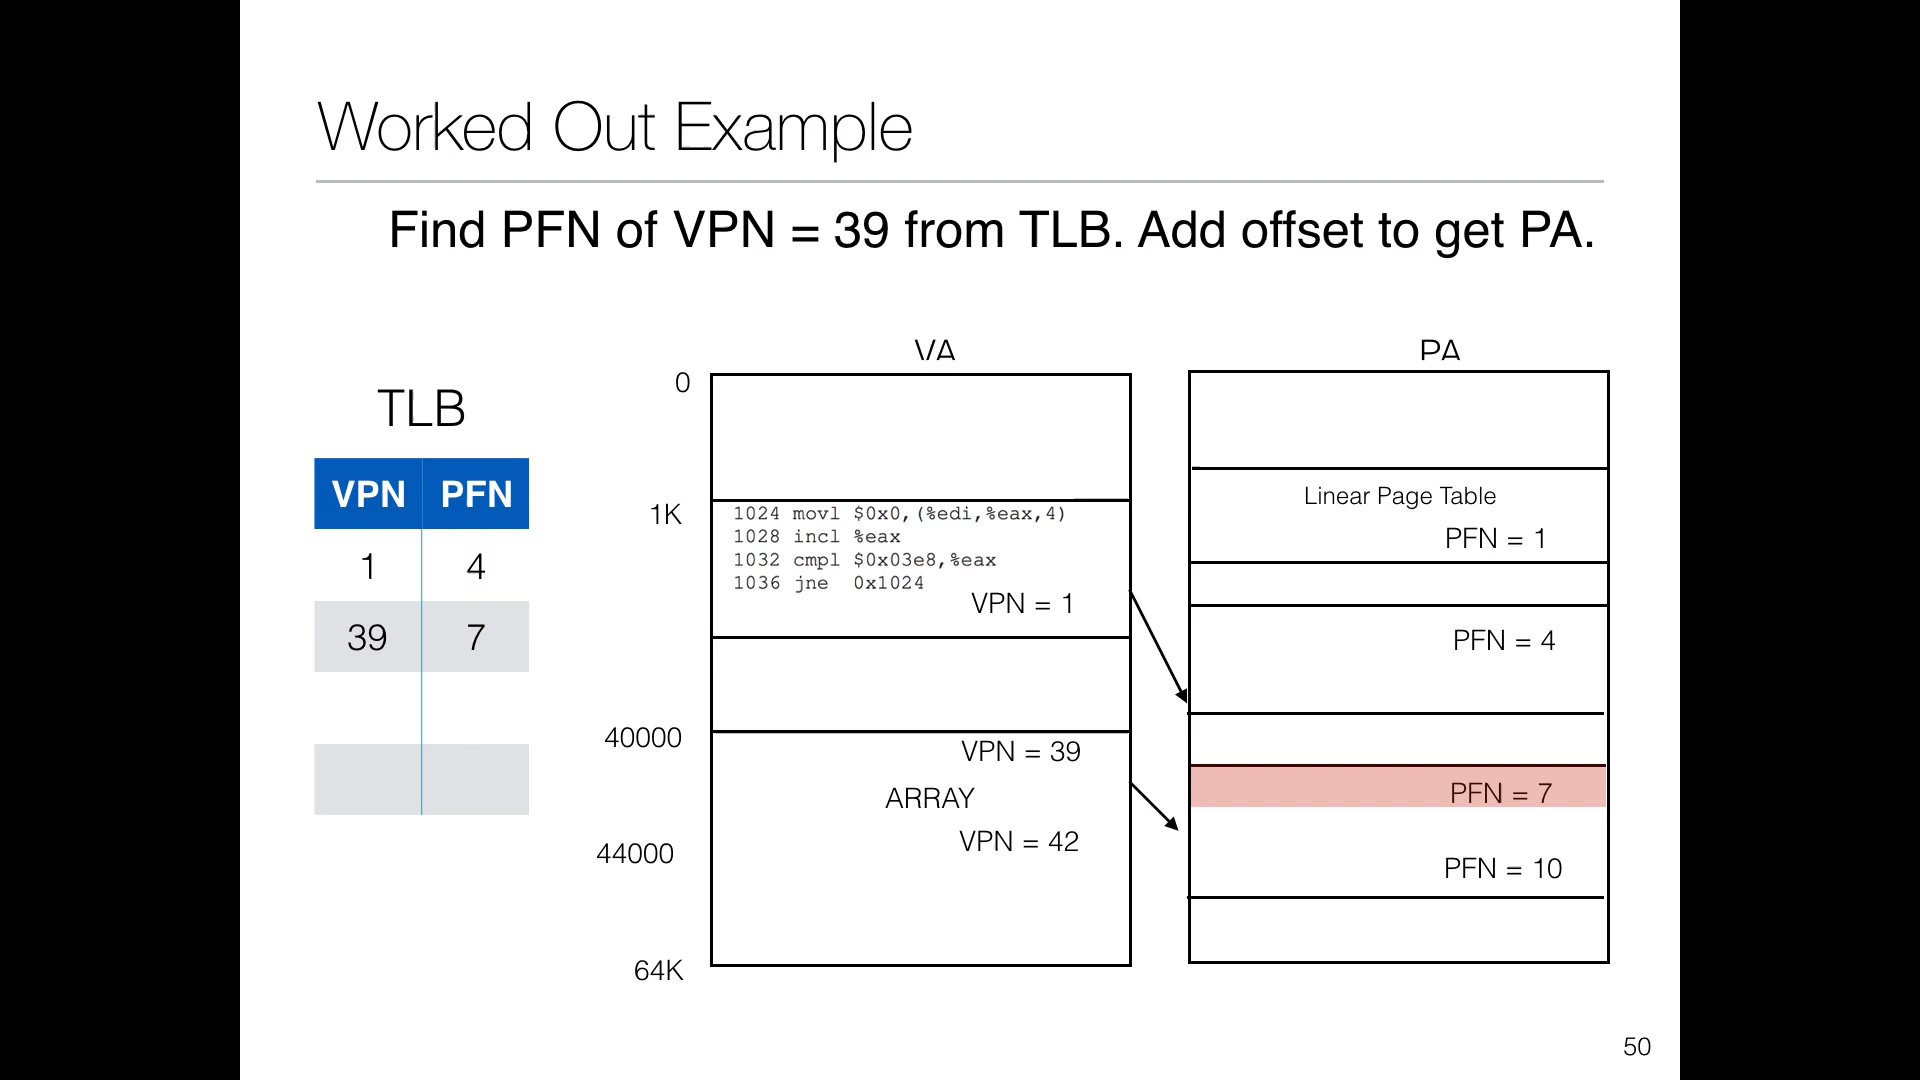 Worked Out Example
Find PFN of VPN = 39 from TLB. Add offset to get PA.
TLB
VPN PFN
1 4
39 7
VA
0
1K
1024 movl $0x0,(%edi,%eax,4)
1028 incl %eax
1032 cmpl $0x03e8,%eax
1036 jne 0x1024
VPN = 1
40000
VPN = 39
ARRAY
VPN = 42
44000
64K
PA
Linear Page Table
PFN = 1
PFN = 4
PFN = 7
PFN = 10
50